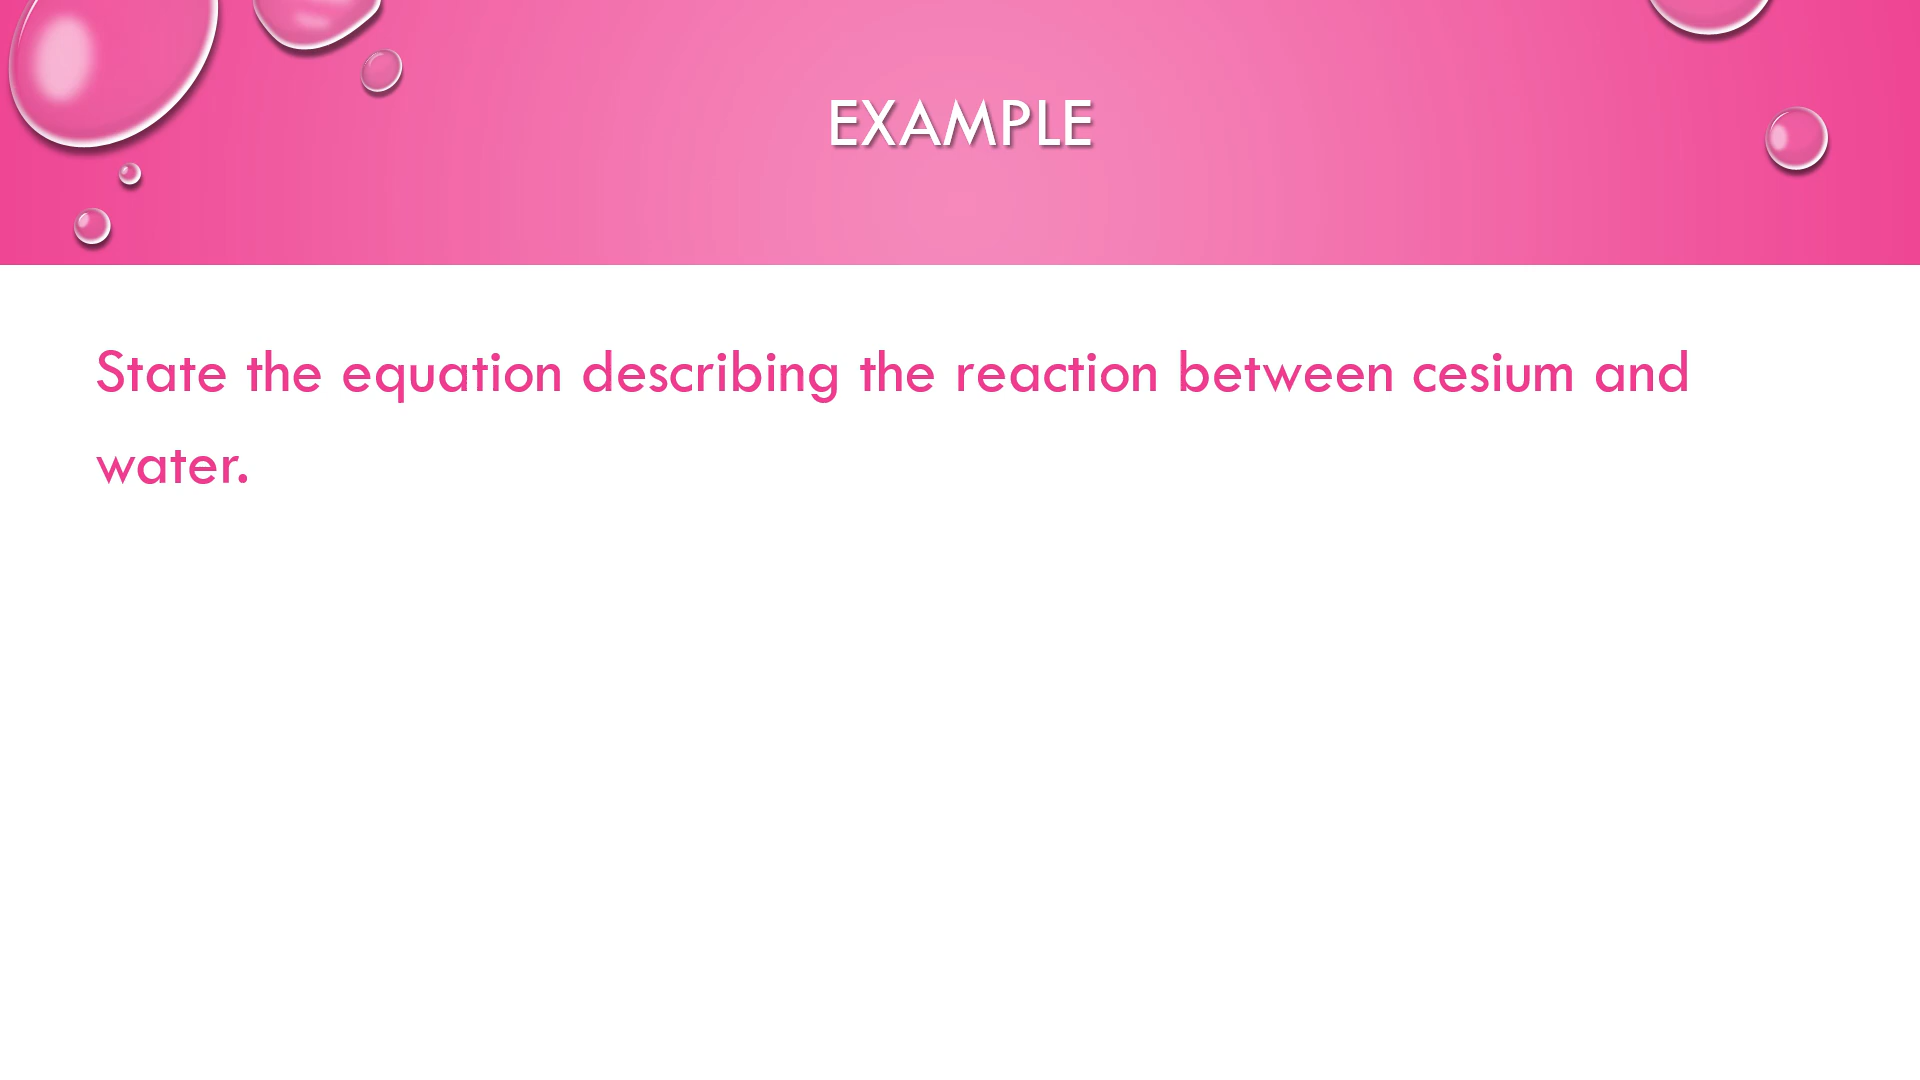 EXAMPLE
State the equation describing the reaction between cesium and
water.